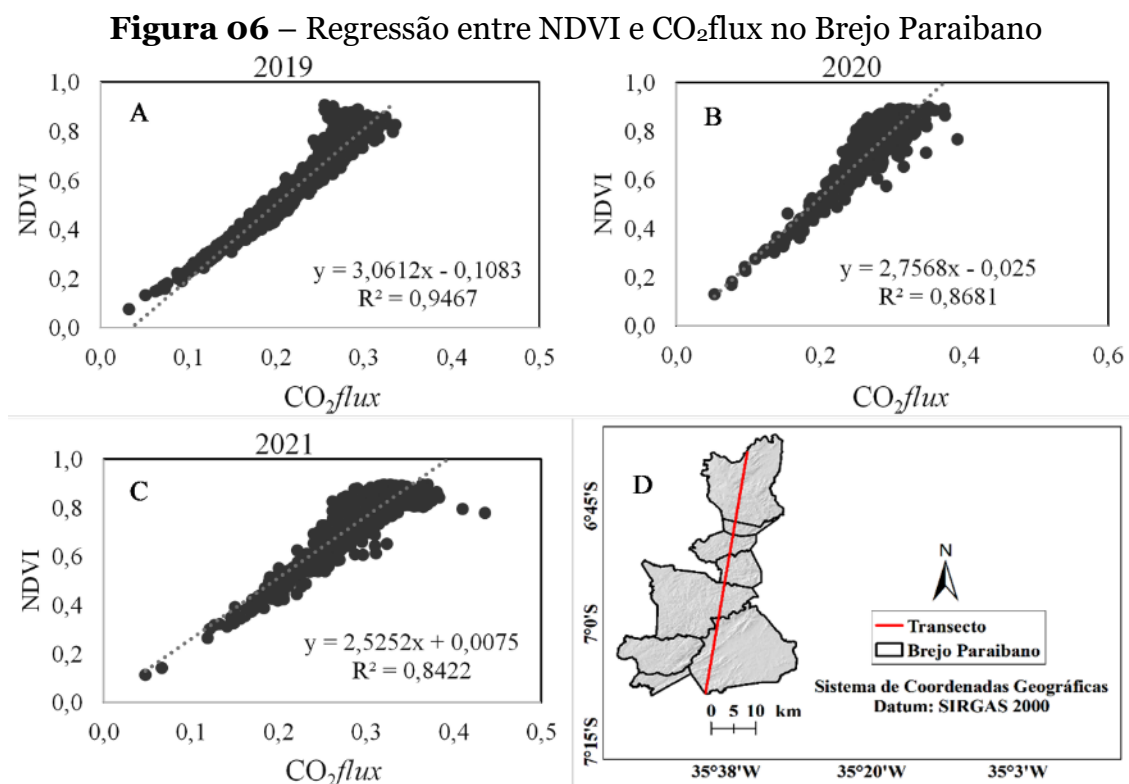 Figura 06 – Regressão entre NDVI e CO₂flux no Brejo Paraibano
2019
A
1,0
0,8
0,6
0,4
0,2
0,0
NDVI
y = 3,0612x - 0,1083
R² = 0,9467
0,0 0,1 0,2 0,3 0,4 0,5
CO₂flux
2020
B
1,0
0,8
0,6
0,4
0,2
0,0
NDVI
y = 2,7568x - 0,025
R² = 0,8681
0,0 0,2 0,4 0,6
CO₂flux
2021
C
1,0
0,8
0,6
0,4
0,2
0,0
NDVI
y = 2,5252x + 0,0075
R² = 0,8422
0,0 0,1 0,2 0,3 0,4 0,5
CO₂flux
D
6°45'S
7°0'S
7°15'S
N
Transecto
Brejo Paraibano
Sistema de Coordenadas Geográficas
Datum: SIRGAS 2000
0 5 10 km
35°38'W 35°20'W 35°3'W